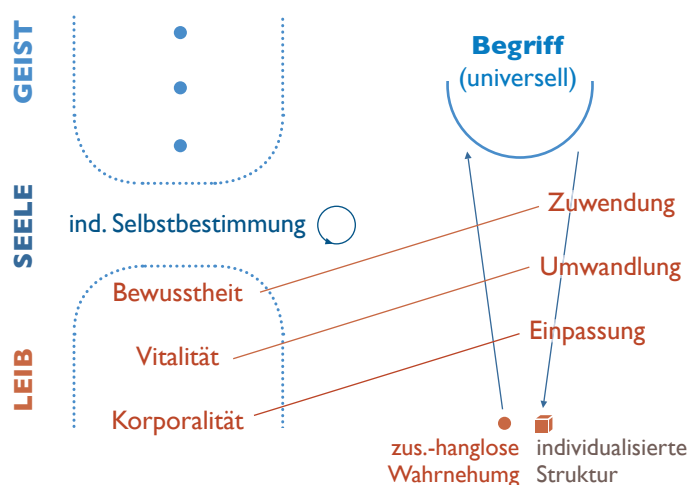 GEIST
SEELE
LEIB
Begriff
(universell)
ind. Selbstbestimmung
Zuwendung
Umwandlung
Bewusstheit
Einpassung
Vitalität
Korporalität
zus.-hanglose
Wahrnehumg
individualisierte
Struktur